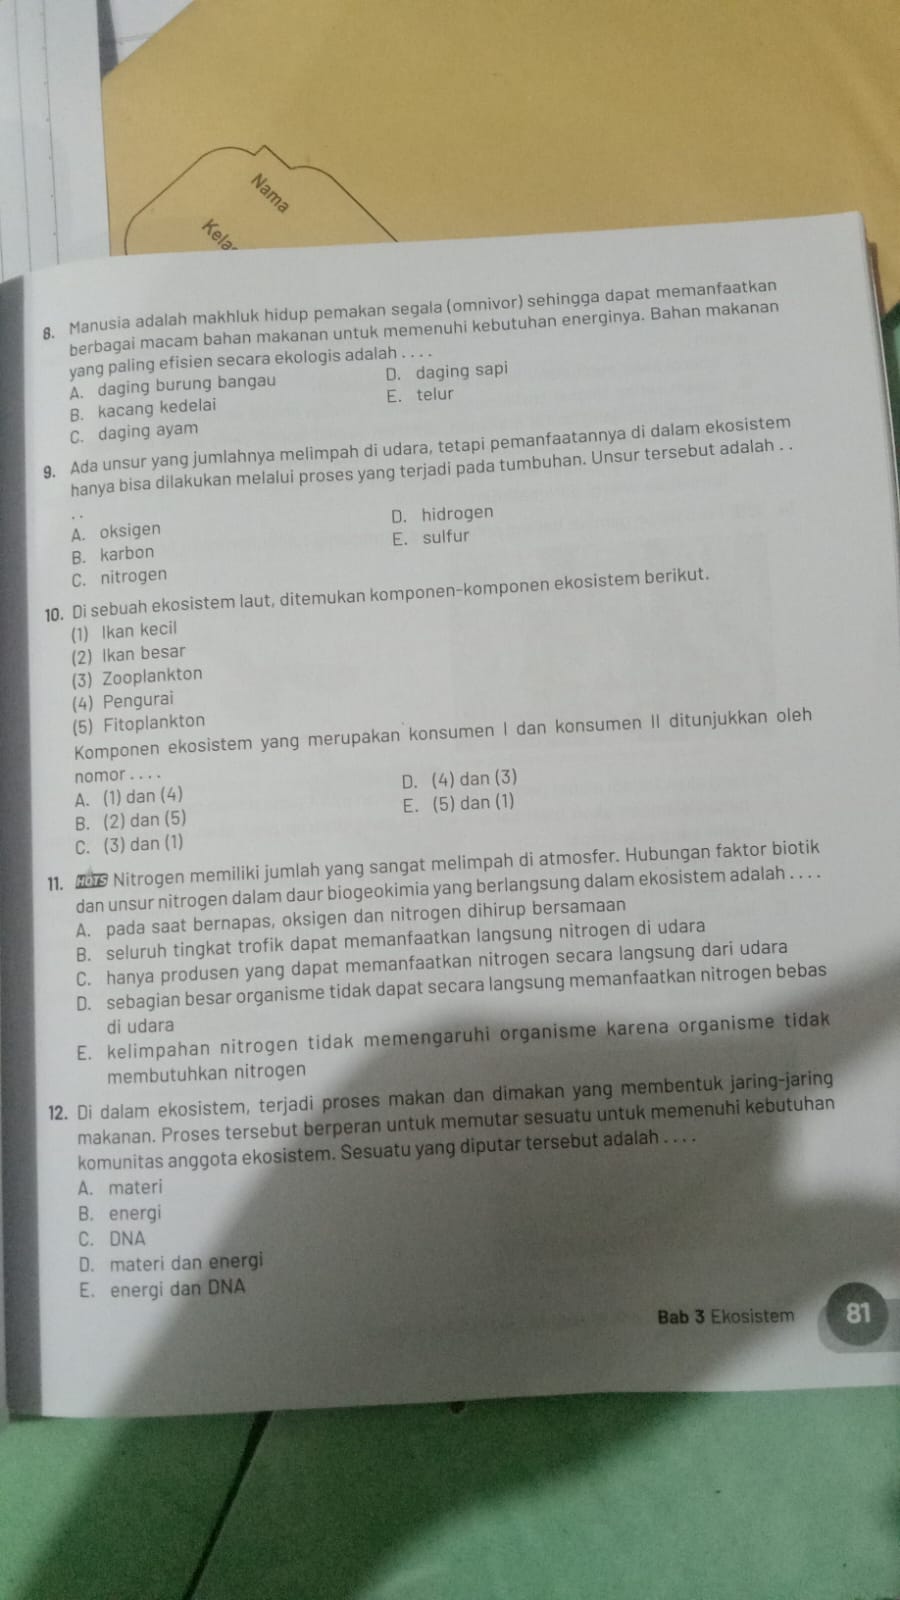 Nama
Kela
8. Manusia adalah makhluk hidup pemakan segala (omnivor) sehingga dapat memanfaatkan
berbagai macam bahan makanan untuk memenuhi kebutuhan energinya. Bahan makanan
yang paling efisien secara ekologis adalah . . . .
A. daging burung bangau
B. kacang kedelai
C. daging ayam
D. daging sapi
E. telur
9. Ada unsur yang jumlahnya melimpah di udara, tetapi pemanfaatannya di dalam ekosistem
hanya bisa dilakukan melalui proses yang terjadi pada tumbuhan. Unsur tersebut adalah . .
. .
A. oksigen
B. karbon
C. nitrogen
D. hidrogen
E. sulfur
10. Di sebuah ekosistem laut, ditemukan komponen-komponen ekosistem berikut.
(1) Ikan kecil
(2) Ikan besar
(3) Zooplankton
(4) Pengurai
(5) Fitoplankton
Komponen ekosistem yang merupakan konsumen I dan konsumen II ditunjukkan oleh
nomor . . . .
A. (1) dan (4)
B. (2) dan (5)
C. (3) dan (1)
D. (4) dan (3)
E. (5) dan (1)
11. HOTS Nitrogen memiliki jumlah yang sangat melimpah di atmosfer. Hubungan faktor biotik
dan unsur nitrogen dalam daur biogeokimia yang berlangsung dalam ekosistem adalah . . . .
A. pada saat bernapas, oksigen dan nitrogen dihirup bersamaan
B. seluruh tingkat trofik dapat memanfaatkan langsung nitrogen di udara
C. hanya produsen yang dapat memanfaatkan nitrogen secara langsung dari udara
D. sebagian besar organisme tidak dapat secara langsung memanfaatkan nitrogen bebas
di udara
E. kelimpahan nitrogen tidak memengaruhi organisme karena organisme tidak
membutuhkan nitrogen
12. Di dalam ekosistem, terjadi proses makan dan dimakan yang membentuk jaring-jaring
makanan. Proses tersebut berperan untuk memutar sesuatu untuk memenuhi kebutuhan
komunitas anggota ekosistem. Sesuatu yang diputar tersebut adalah . . . .
A. materi
B. energi
C. DNA
D. materi dan energi
E. energi dan DNA
Bab 3 Ekosistem 81